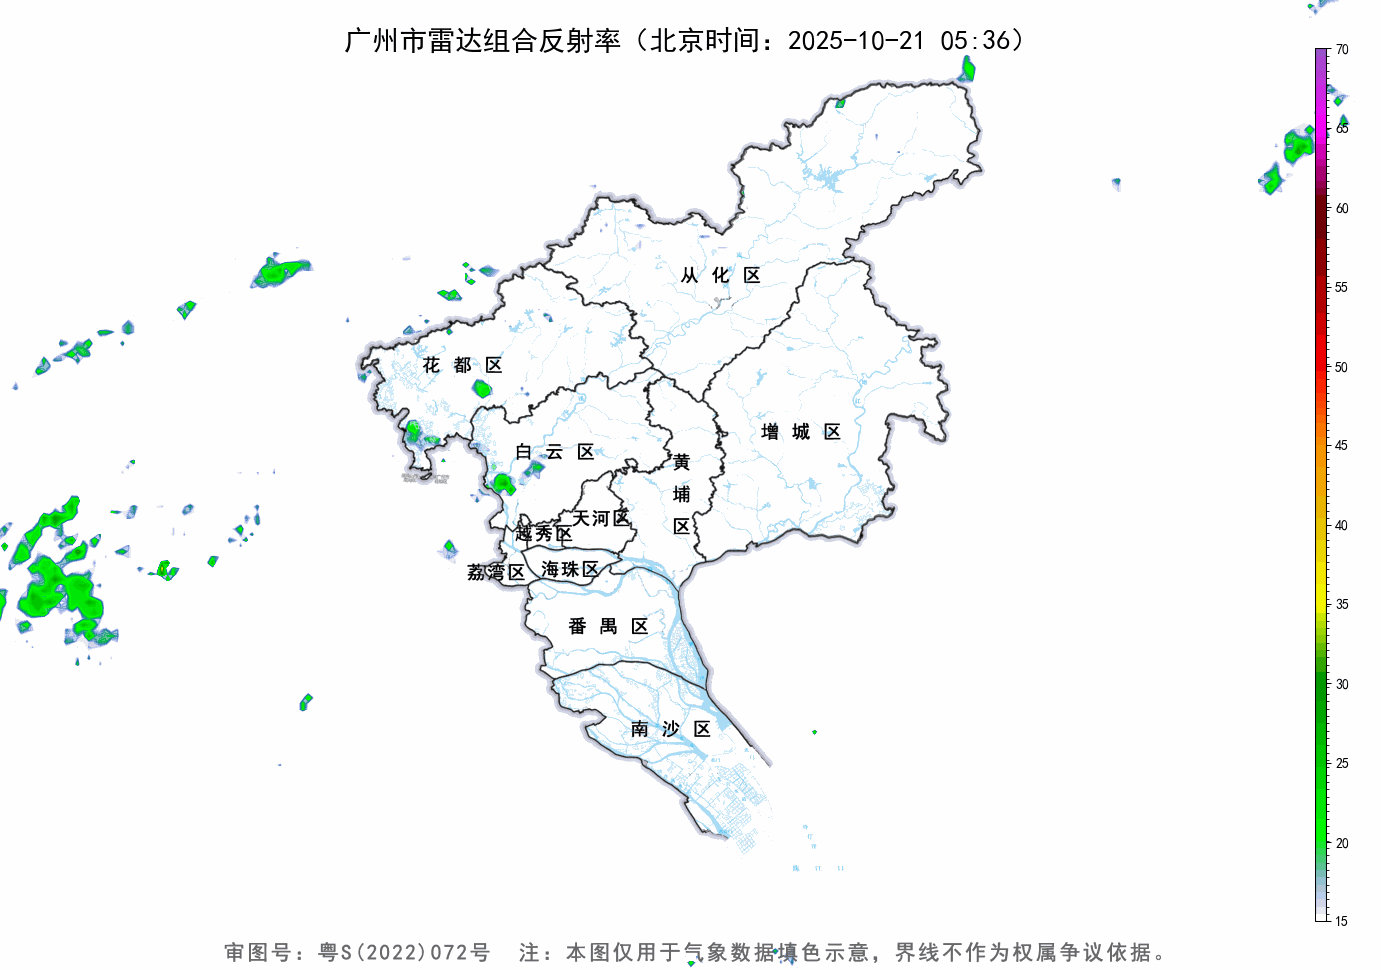 广州市雷达组合反射率（北京时间：2025-10-21 05:36）
70
65
60
55
50
45
40
35
30
25
20
15
从化区
花都区
增城区
白云区
黄埔区
天河区
越秀区
荔湾区
海珠区
番禺区
南沙区
审图号：粤S(2022)072号 注：本图仅用于气象数据填色示意，界线不作为权属争议依据。